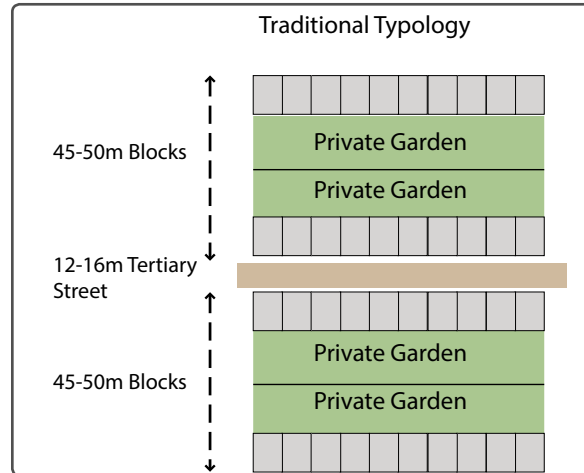 Traditional Typology
45-50m Blocks
Private Garden
Private Garden
12-16m Tertiary
Street
45-50m Blocks
Private Garden
Private Garden